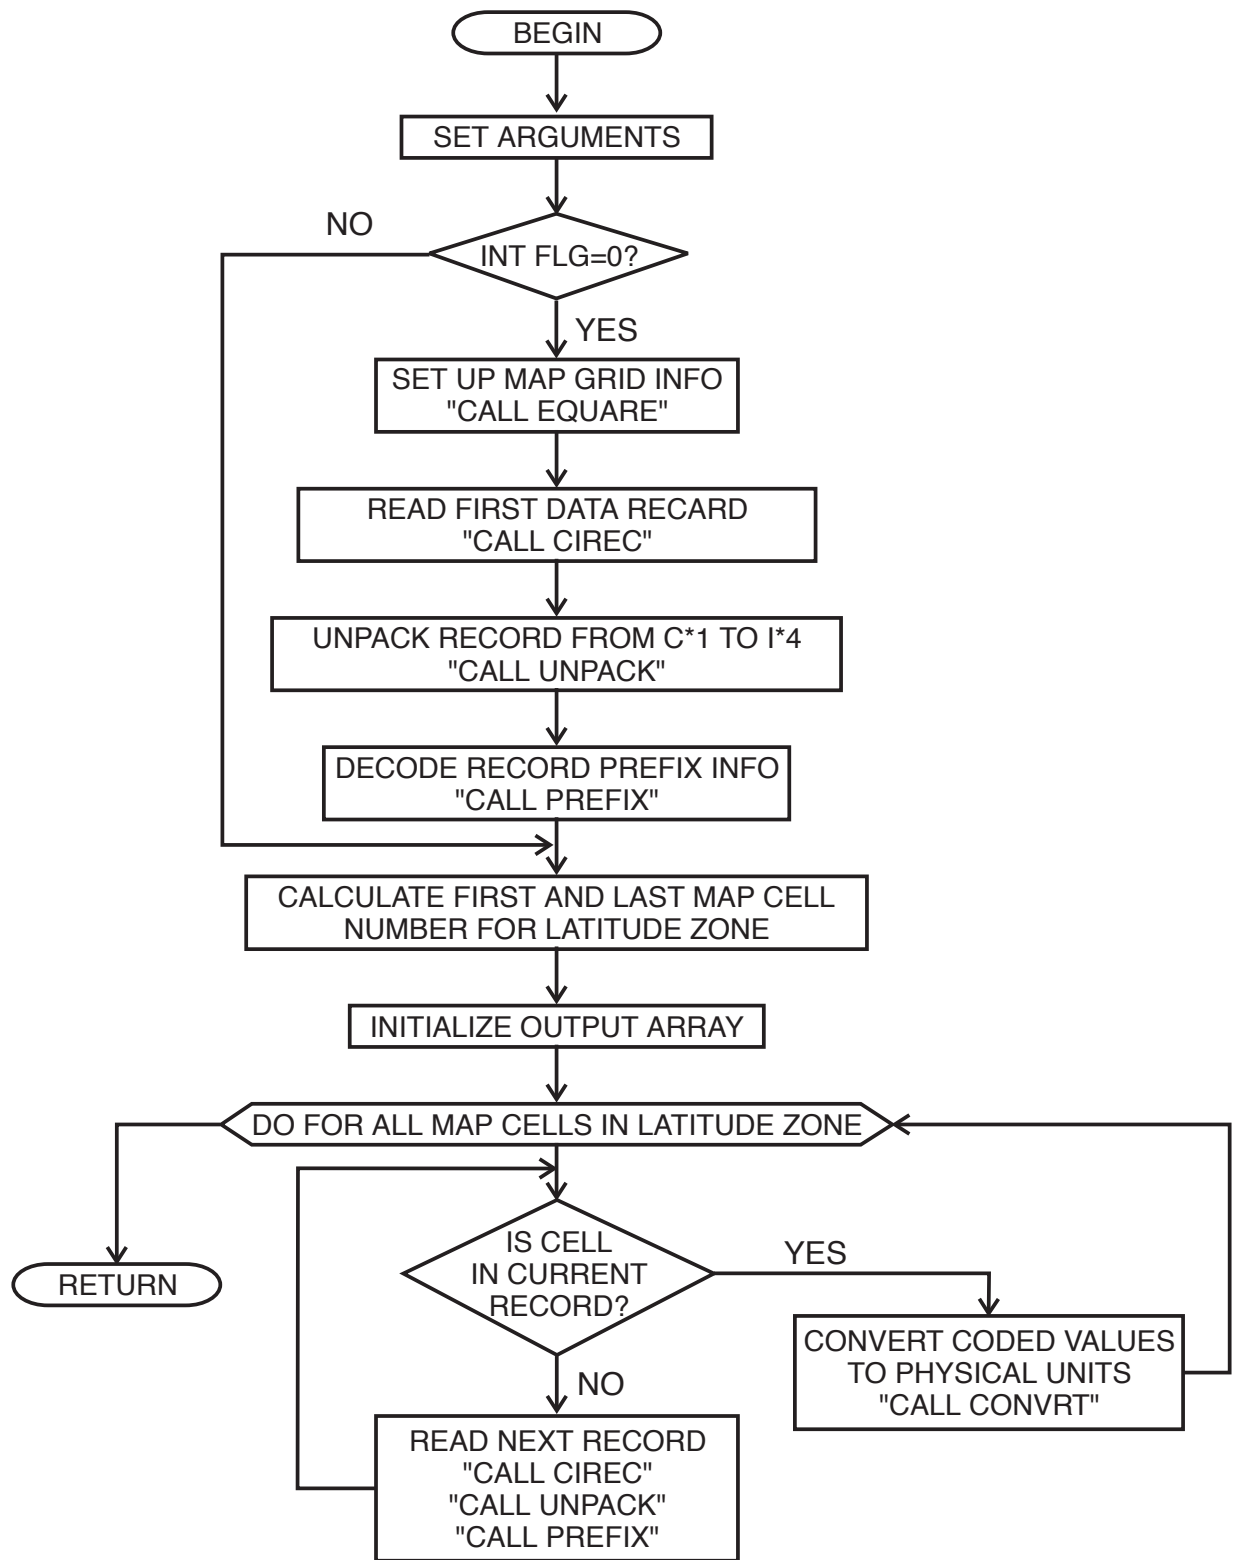 BEGIN
SET ARGUMENTS
NO
INT FLG=0?
YES
SET UP MAP GRID INFO
"CALL EQUARE"
READ FIRST DATA RECARD
"CALL CIREC"
UNPACK RECORD FROM C*1 TO I*4
"CALL UNPACK"
DECODE RECORD PREFIX INFO
"CALL PREFIX"
CALCULATE FIRST AND LAST MAP CELL
NUMBER FOR LATITUDE ZONE
INITIALIZE OUTPUT ARRAY
DO FOR ALL MAP CELLS IN LATITUDE ZONE
RETURN
IS CELL
IN CURRENT
RECORD?
YES
CONVERT CODED VALUES
TO PHYSICAL UNITS
"CALL CONVRT"
NO
READ NEXT RECORD
"CALL CIREC"
"CALL UNPACK"
"CALL PREFIX"